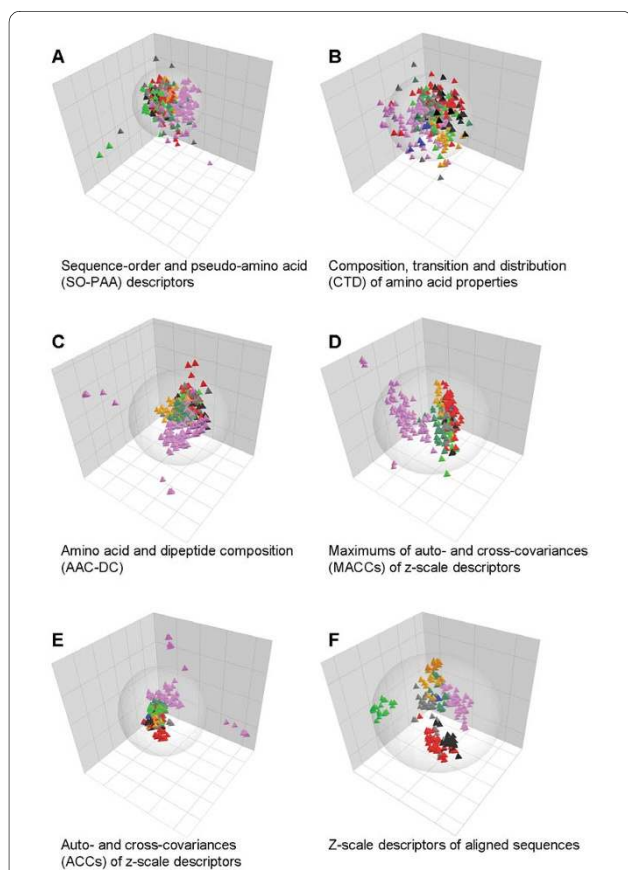 A
B
Sequence-order and pseudo-amino acid
(SO-PAA) descriptors
Composition, transition and distribution
(CTD) of amino acid properties
C
D
Amino acid and dipeptide composition
(AAC-DC)
Maximums of auto- and cross-covariances
(MACCs) of z-scale descriptors
E
F
Auto- and cross-covariances
(ACCs) of z-scale descriptors
Z-scale descriptors of aligned sequences